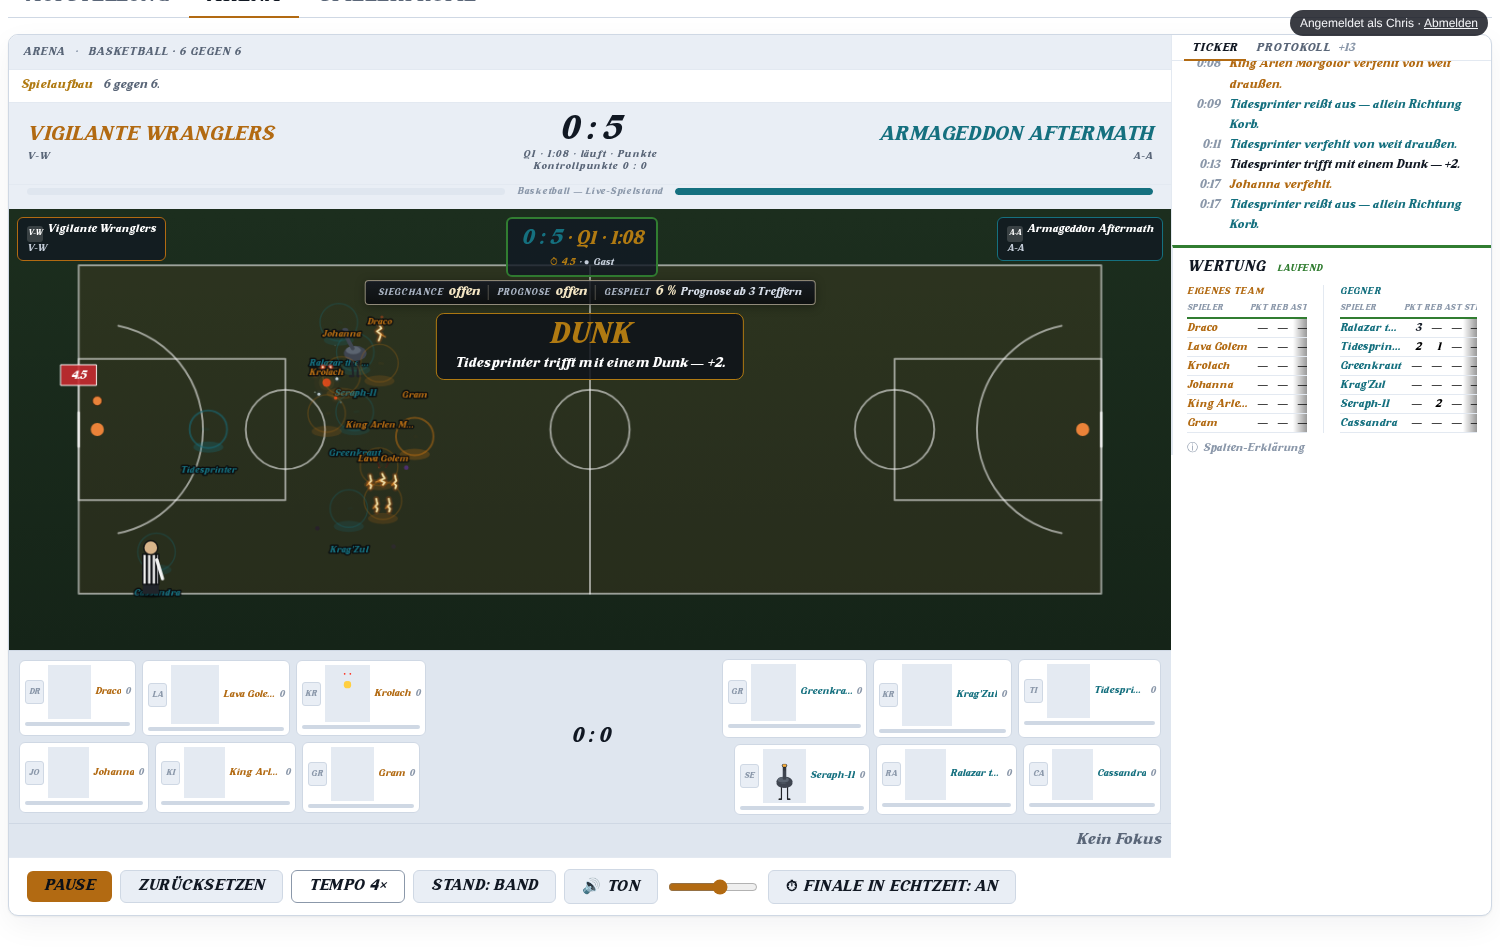 Angemeldet als Chris · Abmelden
ARENA · BASKETBALL · 6 GEGEN 6
Spielaufbau 6 gegen 6.
VIGILANTE WRANGLERS
V-W
0 : 5
Q1 · 1:08 · läuft · Punkte
Kontrollpunkte 0 : 0
ARMAGEDDON AFTERMATH
A-A
Basketball — Live-Spielstand
V-W Vigilante Wranglers
V-W
0 : 5 · Q1 · 1:08
⏱ 4.5 · ● Gast
A-A Armageddon Aftermath
A-A
SIEGCHANCE offen PROGNOSE offen GESPIELT 6 % Prognose ab 3 Treffern
DUNK
Tidesprinter trifft mit einem Dunk — +2.
Draco
Johanna
Ralazar t...
Krolach
Seraph-II
Gram
4.5
King Arlen M...
Greenkraut
Lava Golem
Tidesprinter
Krag'Zul
Cassandra
DR Draco 0
LA Lava Gole... 0
KR Krolach 0
JO Johanna 0
KI King Arl... 0
GR Gram 0
0 : 0
GR Greenkra... 0
KR Krag'Zul 0
TI Tidespri... 0
SE Seraph-II 0
RA Ralazar t... 0
CA Cassandra 0
Kein Fokus
PAUSE
ZURÜCKSETZEN
TEMPO 4×
STAND: BAND
🔊 TON
⏱ FINALE IN ECHTZEIT: AN
TICKER PROTOKOLL +13
0:08 King Arlen Morgolor verfehlt von weit
draußen.
0:09 Tidesprinter reißt aus — allein Richtung
Korb.
0:11 Tidesprinter verfehlt von weit draußen.
0:13 Tidesprinter trifft mit einem Dunk — +2.
0:17 Johanna verfehlt.
0:17 Tidesprinter reißt aus — allein Richtung
Korb.
WERTUNG LAUFEND
EIGENES TEAM
SPIELER PKT REB AST
Draco — — —
Lava Golem — — —
Krolach — — —
Johanna — — —
King Arle... — — —
Gram — — —
GEGNER
SPIELER PKT REB AST
Ralazar t... 3 — — —
Tidesprin... 2 1 — —
Greenkraut — — — —
Krag'Zul — — — —
Seraph-II — 2 — —
Cassandra — — — —
ⓘ Spalten-Erklärung